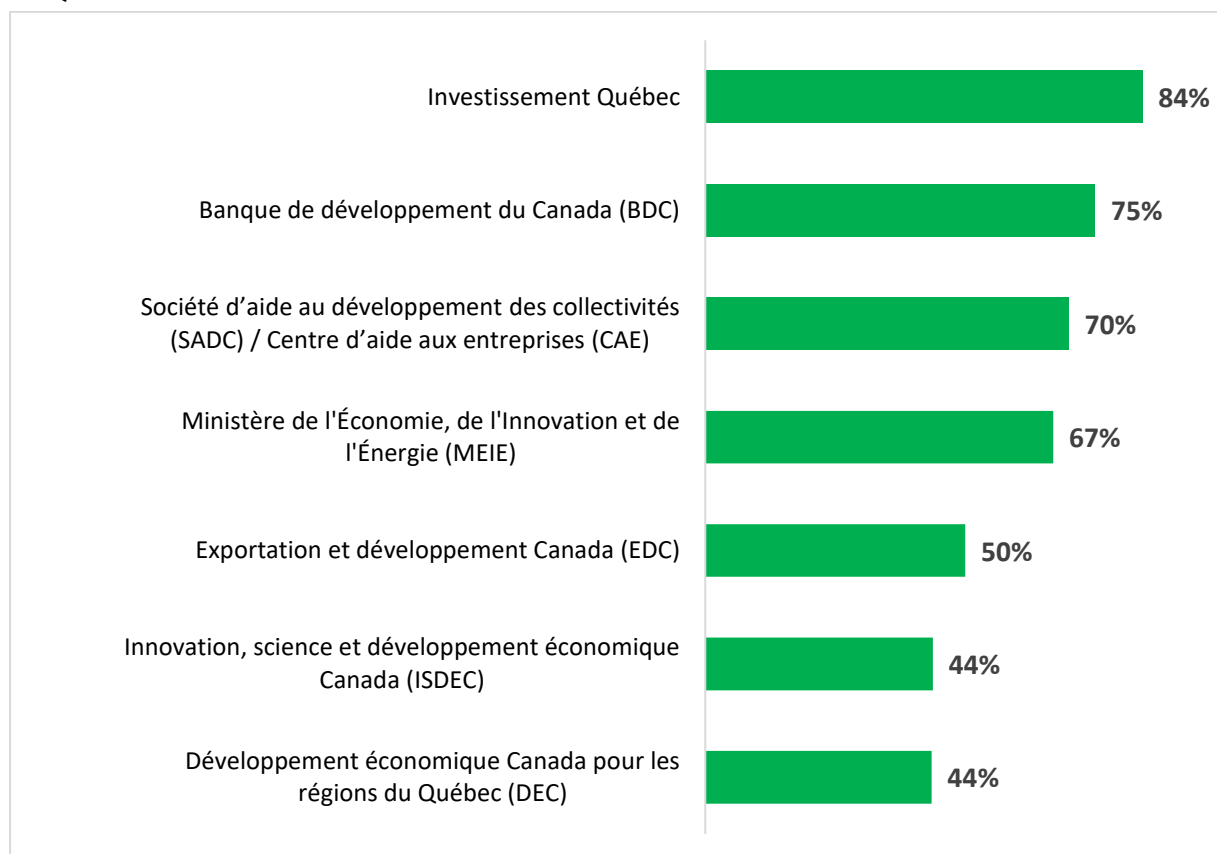 Investissement Québec
84%
Banque de développement du Canada (BDC)
75%
Société d’aide au développement des collectivités
(SADC) / Centre d’aide aux entreprises (CAE)
70%
Ministère de l'Économie, de l'Innovation et de
l'Énergie (MEIE)
67%
Exportation et développement Canada (EDC)
50%
Innovation, science et développement économique
Canada (ISDEC)
44%
Développement économique Canada pour les
régions du Québec (DEC)
44%